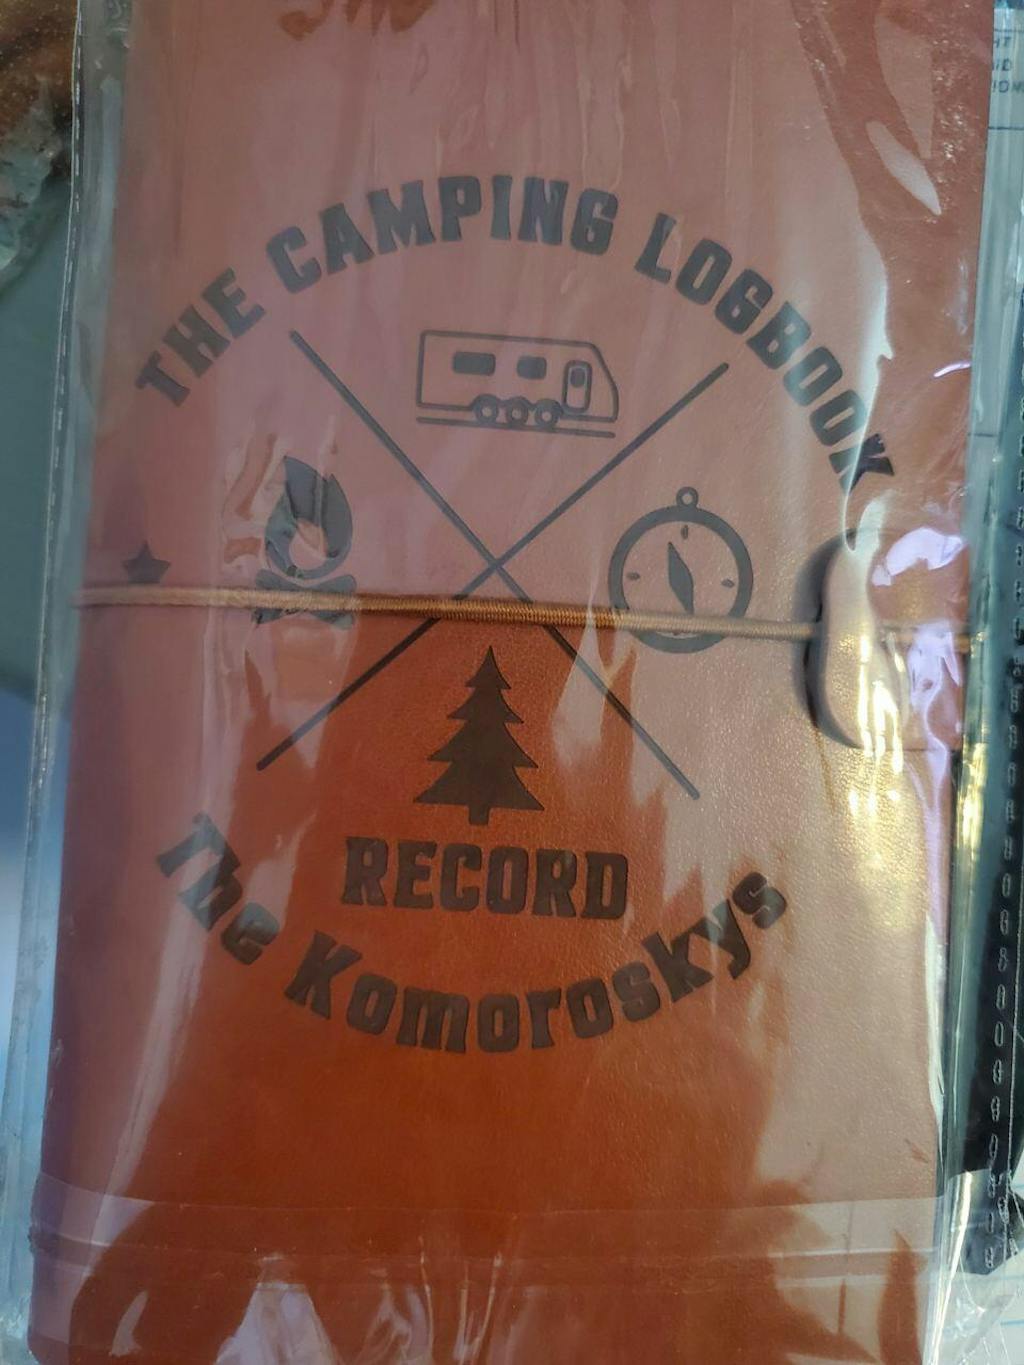 THE CAMPING LOGBOOK
RECORD
The Komoroskys